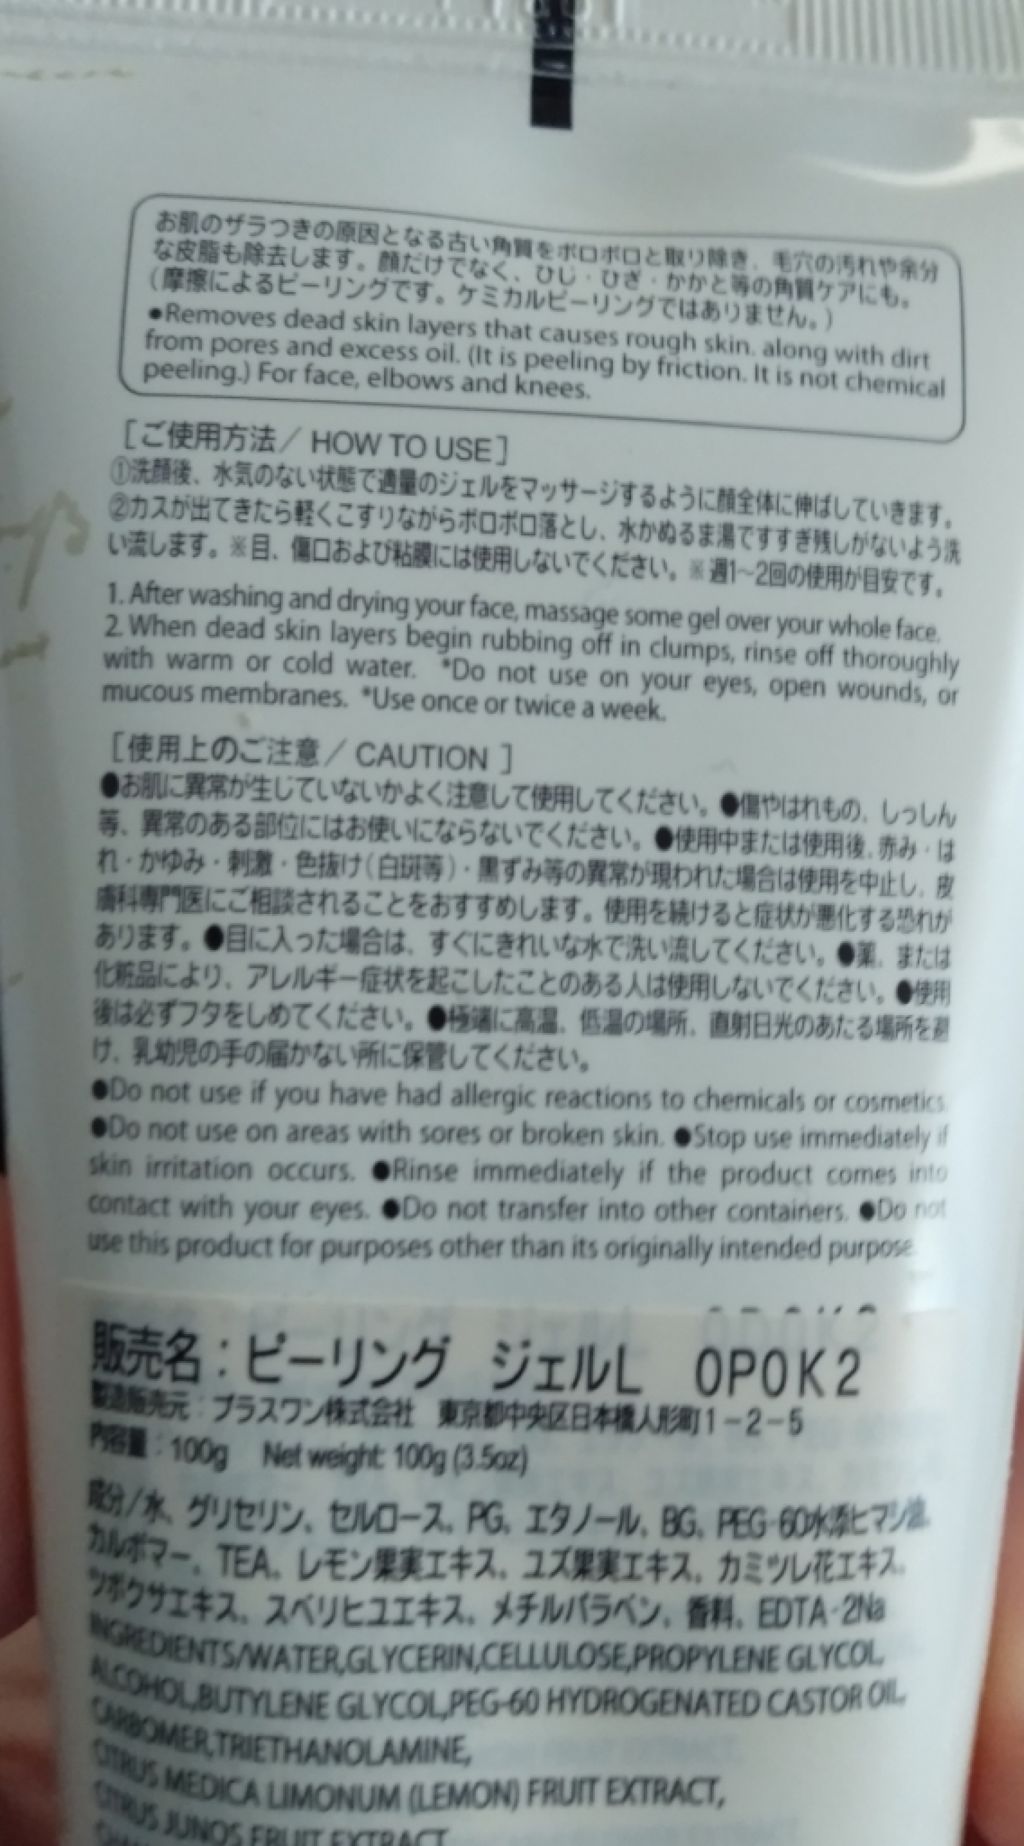 お肌のザラつきの原因となる古い角質をポロポロと取り除き、毛穴の汚れや余分
な皮脂も除去します。顔だけでなく、ひじ・ひざ・かかと等の角質ケアにも。
(摩擦によるピーリングです。ケミカルピーリングではありません。)
●Removes dead skin layers that causes rough skin. along with dirt
from pores and excess oil. (It is peeling by friction. It is not chemical
peeling.) For face, elbows and knees.
[ご使用方法/ HOW TO USE]
①洗顔後、水気のない状態で適量のジェルをマッサージするように顔全体に伸ばしていきます。
②カスが出てきたら軽くこすりながらポロポロ落とし、水かぬるま湯ですすぎ残しがないよう洗
い流します。※目、傷口および粘膜には使用しないでください。※週1～2回の使用が目安です。
1. After washing and drying your face, massage some gel over your whole face.
2. When dead skin layers begin rubbing off in clumps, rinse off thoroughly
with warm or cold water. *Do not use on your eyes, open wounds, or
mucous membranes. *Use once or twice a week.
[使用上のご注意/ CAUTION ]
●お肌に異常が生じていないかよく注意して使用してください。●傷やはれもの、しっしん
等、異常のある部位にはお使いにならないでください。●使用中または使用後、赤み・は
れ・かゆみ・刺激・色抜け(白斑等)・黒ずみ等の異常が現われた場合は使用を中止し、皮
膚科専門医にご相談されることをおすすめします。使用を続けると症状が悪化する恐れが
あります。●目に入った場合は、すぐにきれいな水で洗い流してください。●薬、または
化粧品により、アレルギー症状を起こしたことのある人は使用しないでください。●使用
後は必ずフタをしめてください。●極端に高温、低温の場所、直射日光のあたる場所を避
け、乳幼児の手の届かない所に保管してください。
●Do not use if you have had allergic reactions to chemicals or cosmetics.
●Do not use on areas with sores or broken skin. ●Stop use immediately if
skin irritation occurs. ●Rinse immediately if the product comes into
contact with your eyes. ●Do not transfer into other containers. ●Do not
use this product for purposes other than its originally intended purpose.
販売名：ピーリング ジェルL OPOK2
製造販売元：プラスワン株式会社 東京都中央区日本橋人形町1-2-5
内容量：100g Net weight: 100g (3.5oz)
成分/水、グリセリン、セルロース、PG、エタノール、BG、PEG-60水添ヒマシ油、
カルボマー、TEA、レモン果実エキス、ユズ果実エキス、カミツレ花エキス、
ツボクサエキス、スベリヒユエキス、メチルパラベン、香料、EDTA-2Na
INGREDIENTS/WATER,GLYCERIN,CELLULOSE,PROPYLENE GLYCOL,
ALCOHOL,BUTYLENE GLYCOL,PEG-60 HYDROGENATED CASTOR OIL,
CARBOMER,TRIETHANOLAMINE,
CITRUS MEDICA LIMONUM (LEMON) FRUIT EXTRACT,
CITRUS JUNOS FRUIT EXTRACT,